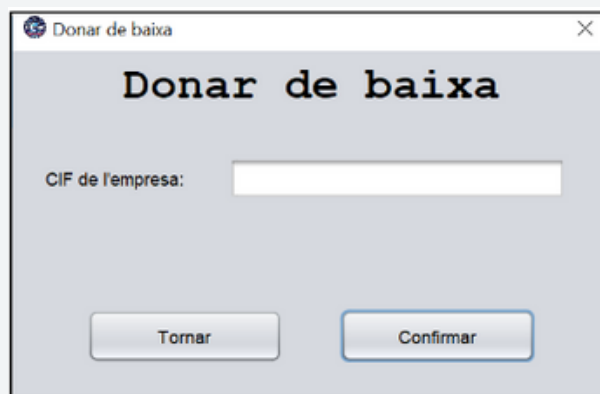 Donar de baixa
Donar de baixa
CIF de l'empresa:
Tornar
Confirmar